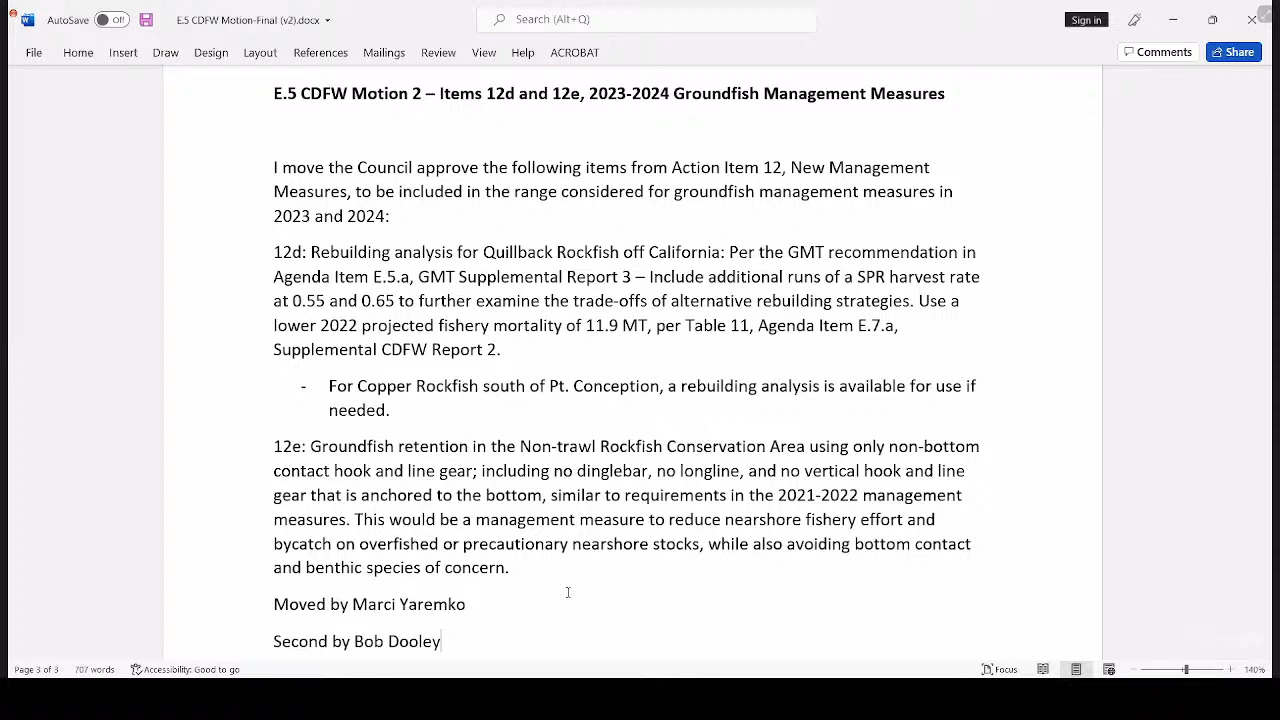 AutoSave Off E.5 CDFW Motion-Final (v2).docx Search (Alt+Q) Sign in
File Home Insert Draw Design Layout References Mailings Review View Help ACROBAT Comments Share
E.5 CDFW Motion 2 – Items 12d and 12e, 2023-2024 Groundfish Management Measures
I move the Council approve the following items from Action Item 12, New Management
Measures, to be included in the range considered for groundfish management measures in
2023 and 2024:
12d: Rebuilding analysis for Quillback Rockfish off California: Per the GMT recommendation in
Agenda Item E.5.a, GMT Supplemental Report 3 – Include additional runs of a SPR harvest rate
at 0.55 and 0.65 to further examine the trade-offs of alternative rebuilding strategies. Use a
lower 2022 projected fishery mortality of 11.9 MT, per Table 11, Agenda Item E.7.a,
Supplemental CDFW Report 2.
- For Copper Rockfish south of Pt. Conception, a rebuilding analysis is available for use if
needed.
12e: Groundfish retention in the Non-trawl Rockfish Conservation Area using only non-bottom
contact hook and line gear; including no dinglebar, no longline, and no vertical hook and line
gear that is anchored to the bottom, similar to requirements in the 2021-2022 management
measures. This would be a management measure to reduce nearshore fishery effort and
bycatch on overfished or precautionary nearshore stocks, while also avoiding bottom contact
and benthic species of concern.
Moved by Marci Yaremko
Second by Bob Dooley
Page 3 of 3 707 words Accessibility: Good to go Focus 140%